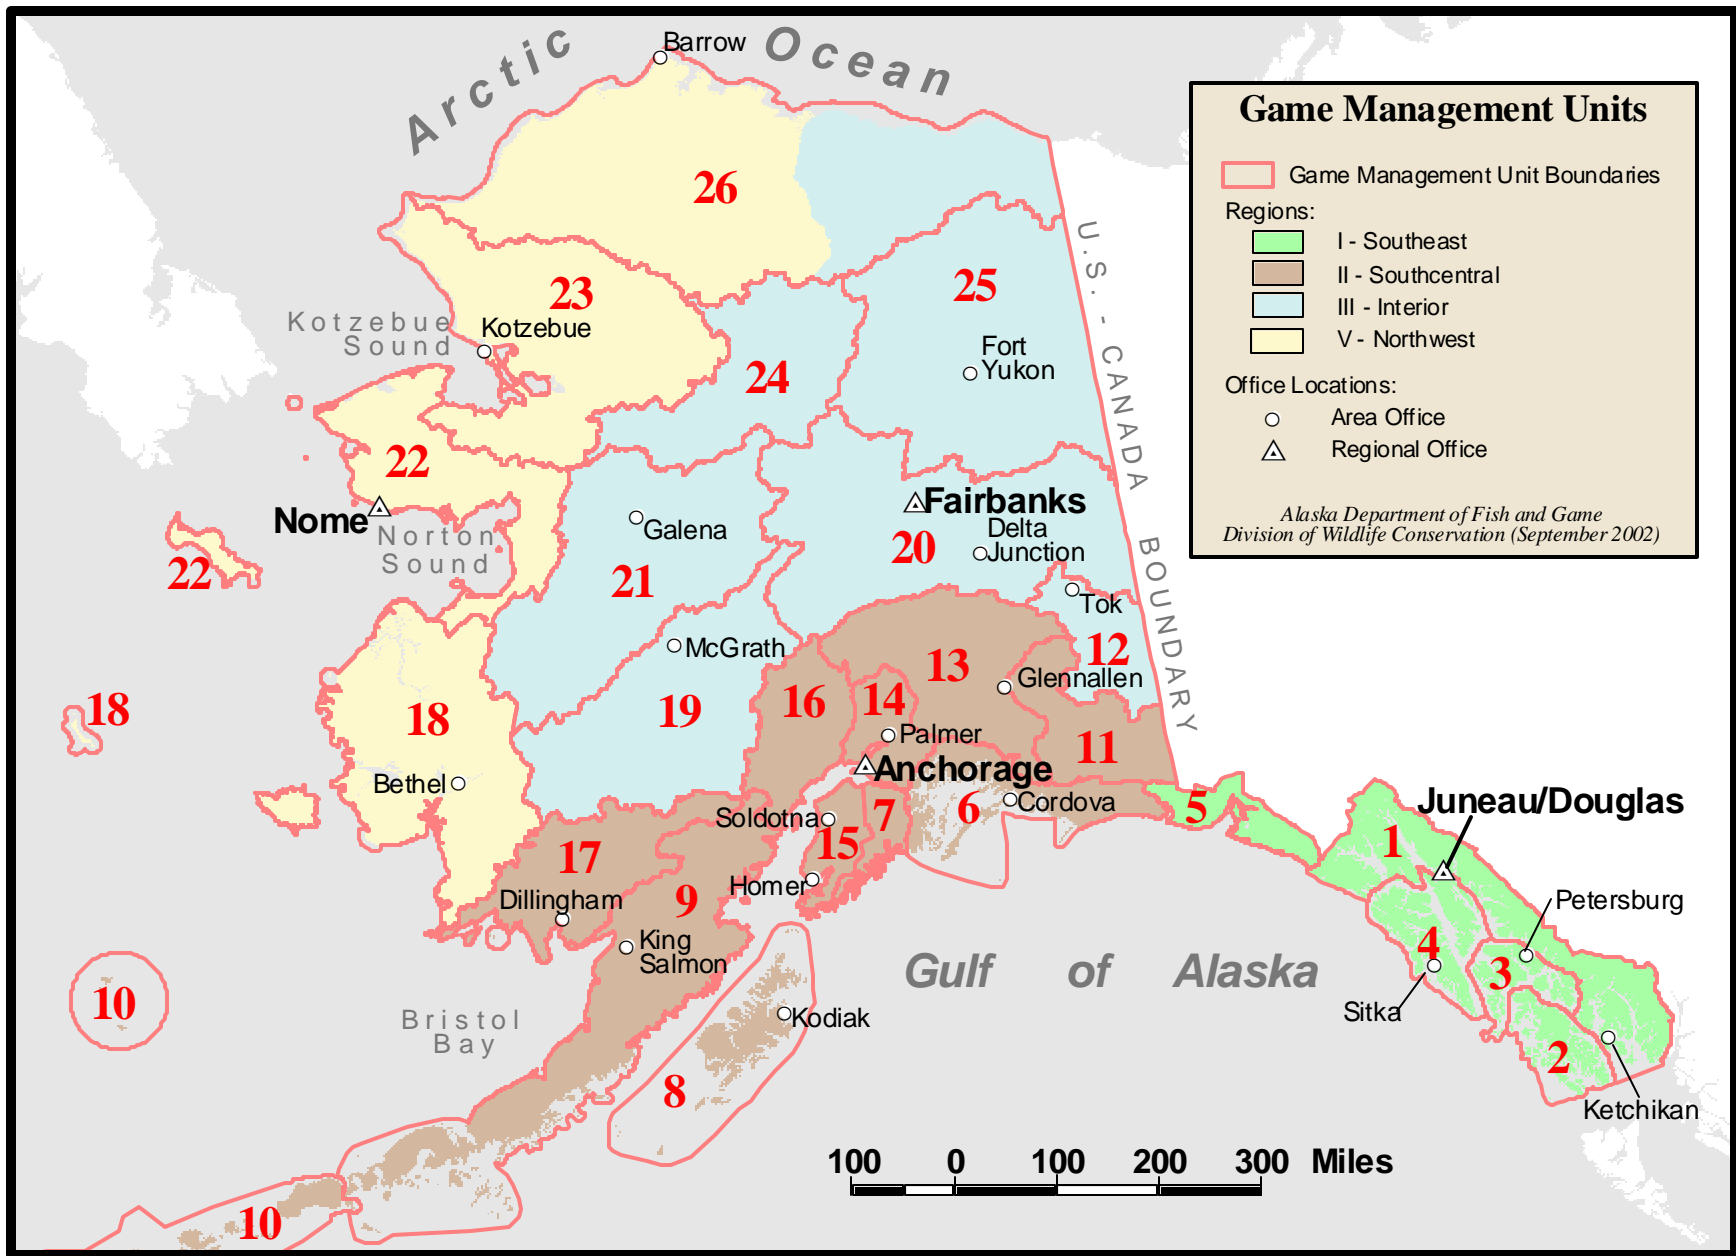 Arctic Ocean
Barrow
Game Management Units
Game Management Unit Boundaries
Regions:
I - Southeast
II - Southcentral
III - Interior
V - Northwest
Office Locations:
Area Office
Regional Office
Alaska Department of Fish and Game
Division of Wildlife Conservation (September 2002)
26
23
25
24
Kotzebue
Sound
Kotzebue
Fort
Yukon
U.S. - CANADA BOUNDARY
22
Nome
Norton
Sound
22
Galena
Fairbanks
20
Delta
Junction
21
Tok
McGrath
12
13
Glennallen
18
18
19
16
14
Palmer
11
Bethel
Anchorage
6
Cordova
5
Soldotna
7
15
17
Homer
9
Dillingham
King
Salmon
Juneau/Douglas
1
Petersburg
4
3
Sitka
2
Ketchikan
Gulf of Alaska
10
Bristol
Bay
Kodiak
8
10
100 0 100 200 300 Miles